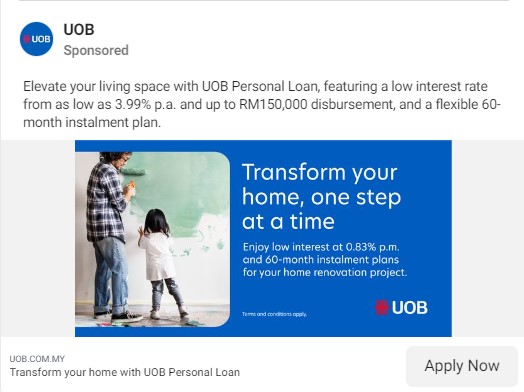 UOB
UOB
Sponsored
Elevate your living space with UOB Personal Loan, featuring a low interest rate
from as low as 3.99% p.a. and up to RM150,000 disbursement, and a flexible 60-
month instalment plan.
Transform your
home, one step
at a time
Enjoy low interest at 0.83% p.m.
and 60-month instalment plans
for your home renovation project.
Terms and conditions apply.
UOB
UOB.COM.MY
Transform your home with UOB Personal Loan
Apply Now